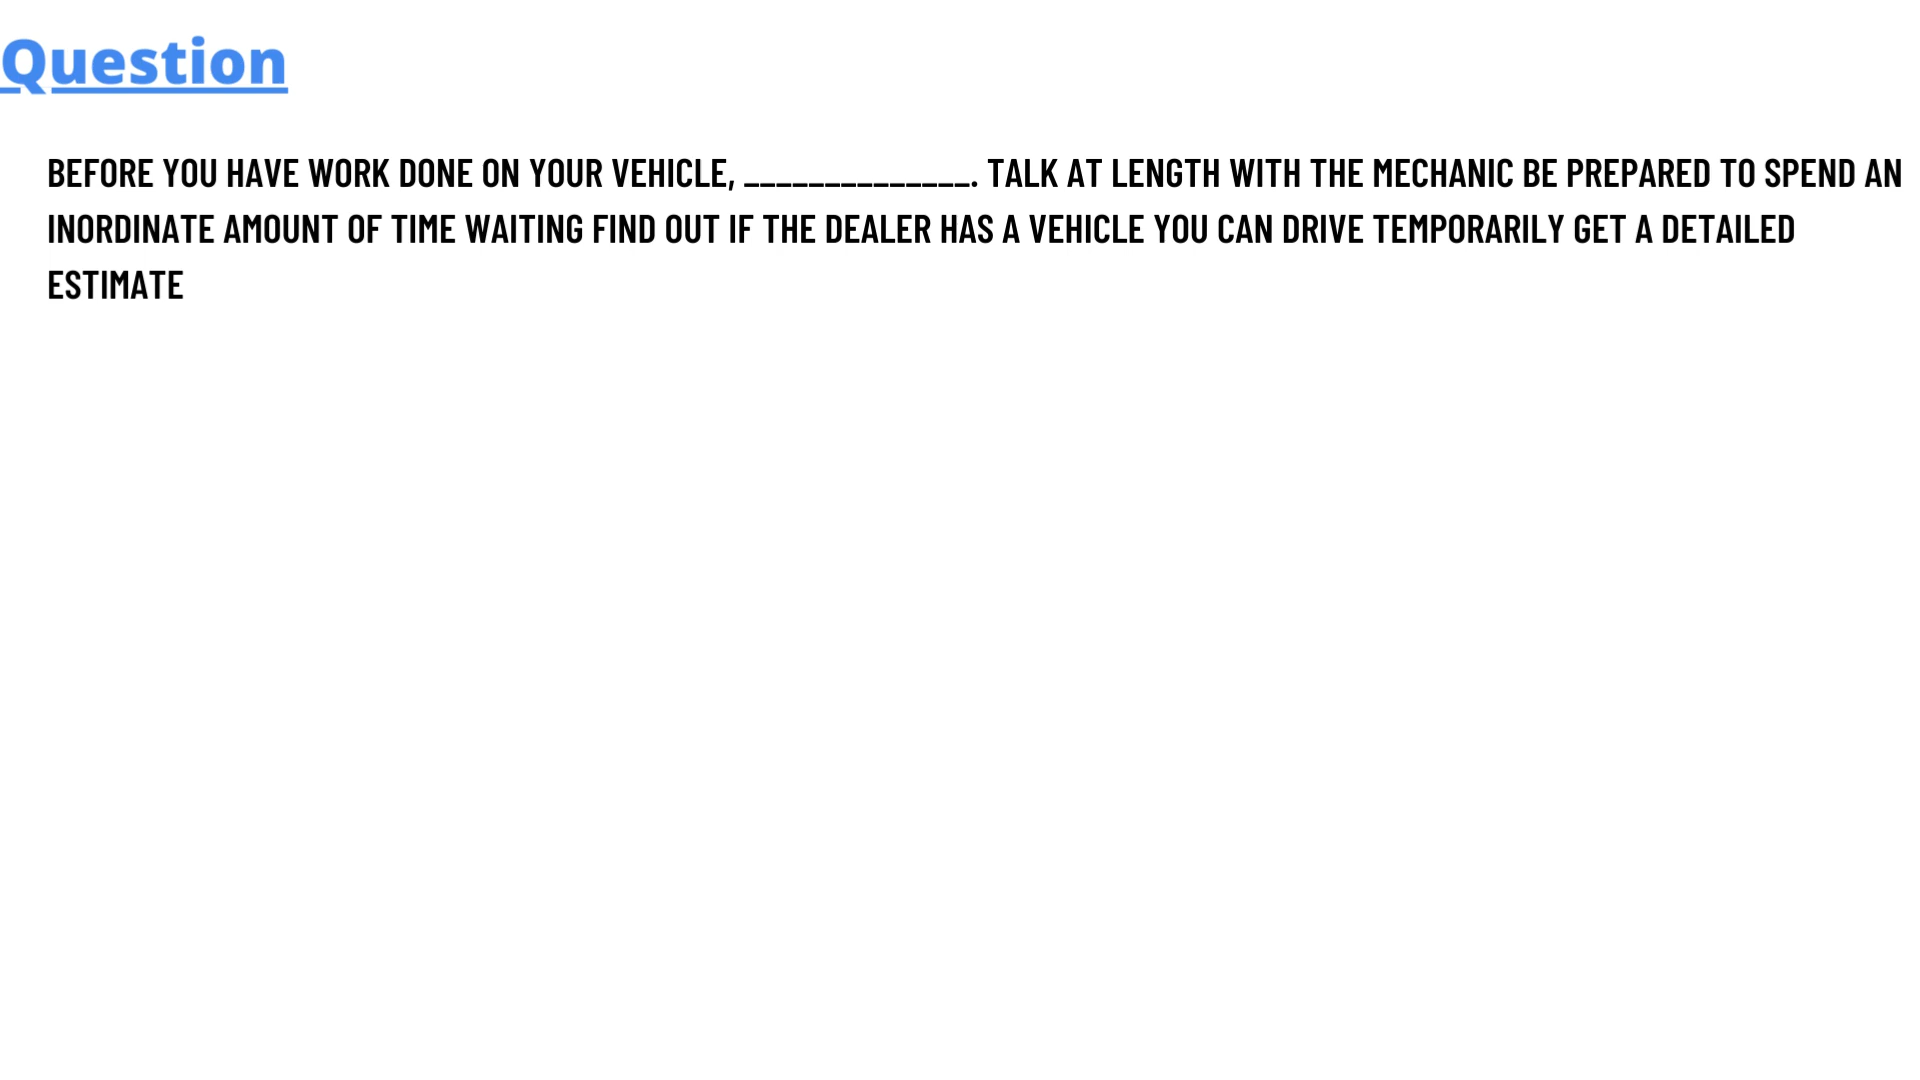 Question
BEFORE YOU HAVE WORK DONE ON YOUR VEHICLE, ______________. TALK AT LENGTH WITH THE MECHANIC BE PREPARED TO SPEND AN
INORDINATE AMOUNT OF TIME WAITING FIND OUT IF THE DEALER HAS A VEHICLE YOU CAN DRIVE TEMPORARILY GET A DETAILED
ESTIMATE